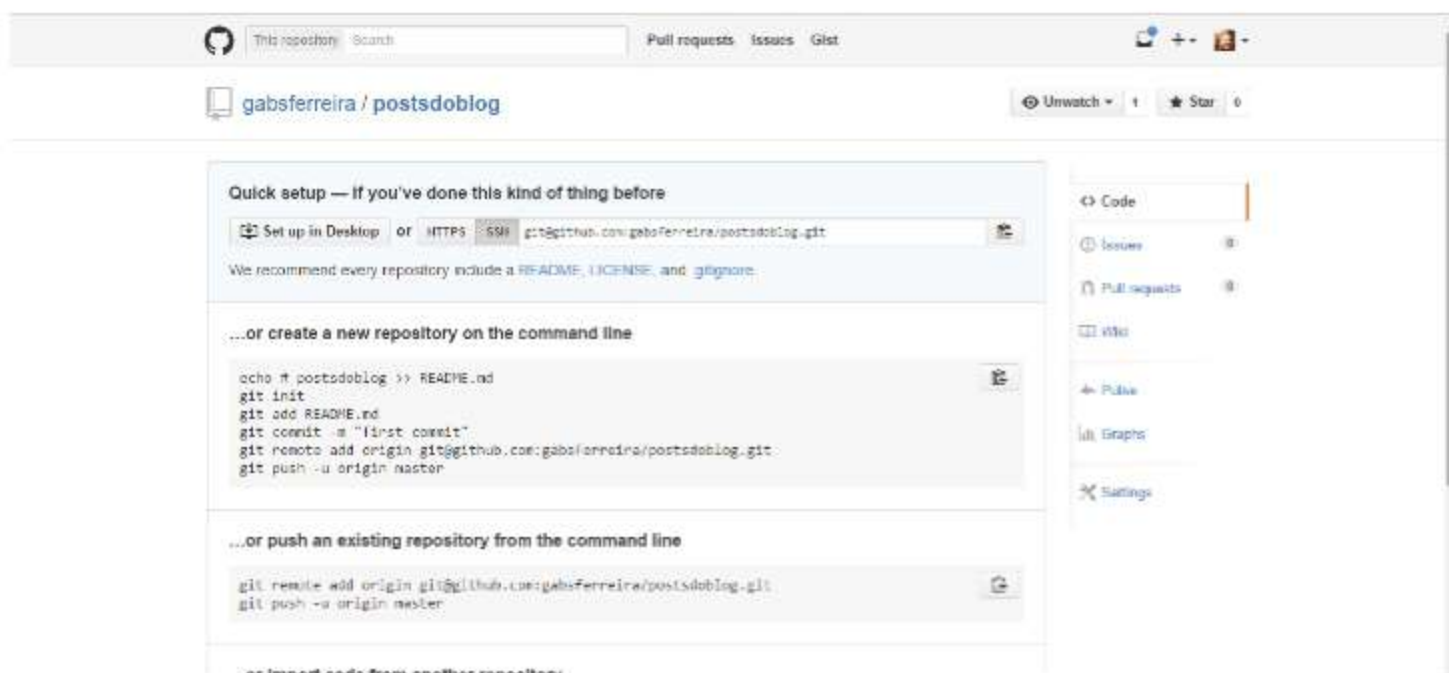 This repository Search Pull requests Issues Gist
gabsferreira / postsdoblog
Unwatch 1 Star 0
Quick setup — if you've done this kind of thing before
Set up in Desktop or HTTPS SSH git@github.com:gabsferreira/postsdoblog.git
We recommend every repository include a README, LICENSE, and .gitignore.
...or create a new repository on the command line
echo # postsdoblog >> README.md
git init
git add README.md
git commit -m "first commit"
git remote add origin git@github.com:gabsferreira/postsdoblog.git
git push -u origin master
...or push an existing repository from the command line
git remote add origin git@github.com:gabsferreira/postsdoblog.git
git push -u origin master
...or import code from another repository
Code
Issues 0
Pull requests 0
Wiki
Pulse
Graphs
Settings